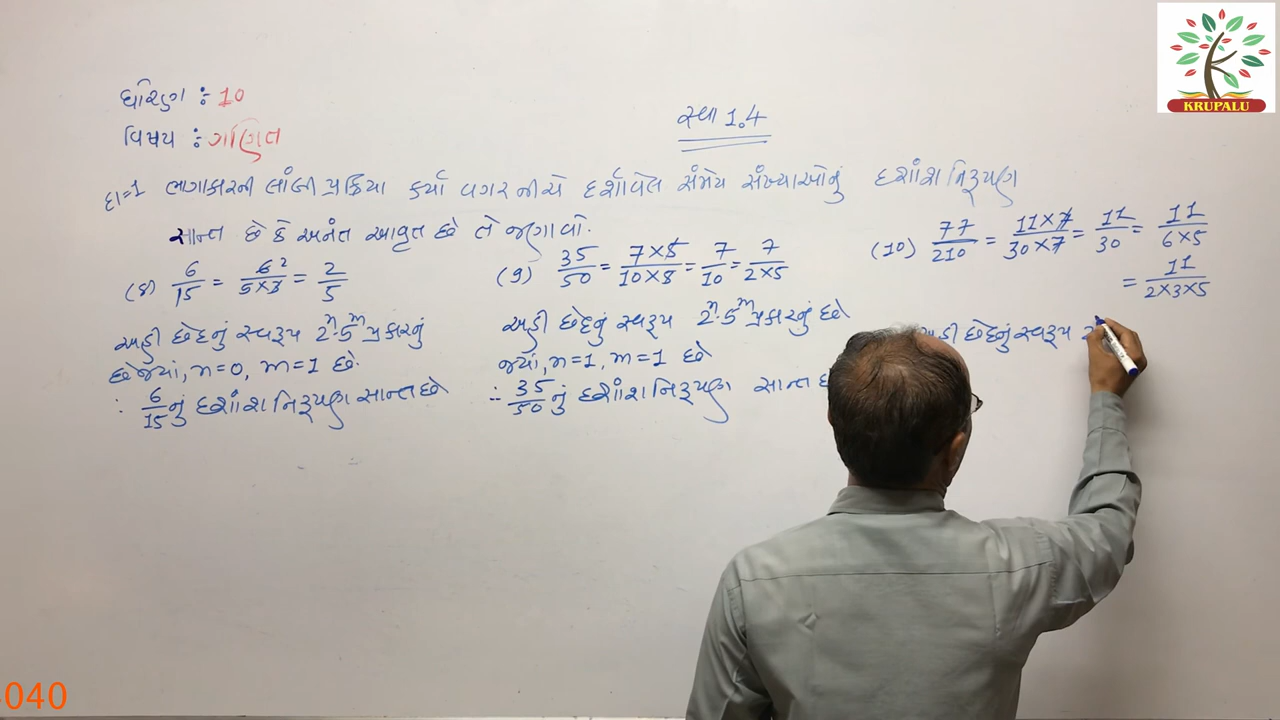 ધોરણ : 10
વિષય : ગણિત
સ્વા 1.4
દા=1 ભાગાકારની લાંબી પ્રક્રિયા કર્યા વગર નીચે દર્શાવેલ સંમેય સંખ્યાઓનું દશાંશ નિરૂપણ
સાન્ત છે કે અનંત આવૃત છે તે જણાવો.
(8) 6/15 = 6²/5×3 = 2/5
અહીં છેદનું સ્વરૂપ 2ⁿ·5ᵐ પ્રકારનું
છે જ્યાં, n=0, m=1 છે.
∴ 6/15 નું દશાંશ નિરૂપણ સાન્ત છે
(9) 35/50 = 7×5/10×5 = 7/10 = 7/2×5
અહીં છેદનું સ્વરૂપ 2ⁿ·5ᵐ પ્રકારનું છે
જ્યાં, n=1, m=1 છે
∴ 35/50 નું દશાંશ નિરૂપણ સાન્ત
(10) 77/210 = 11×7/30×7 = 11/30 = 11/6×5
= 11/2×3×5
અહીં છેદનું સ્વરૂપ 2
KRUPALU
040